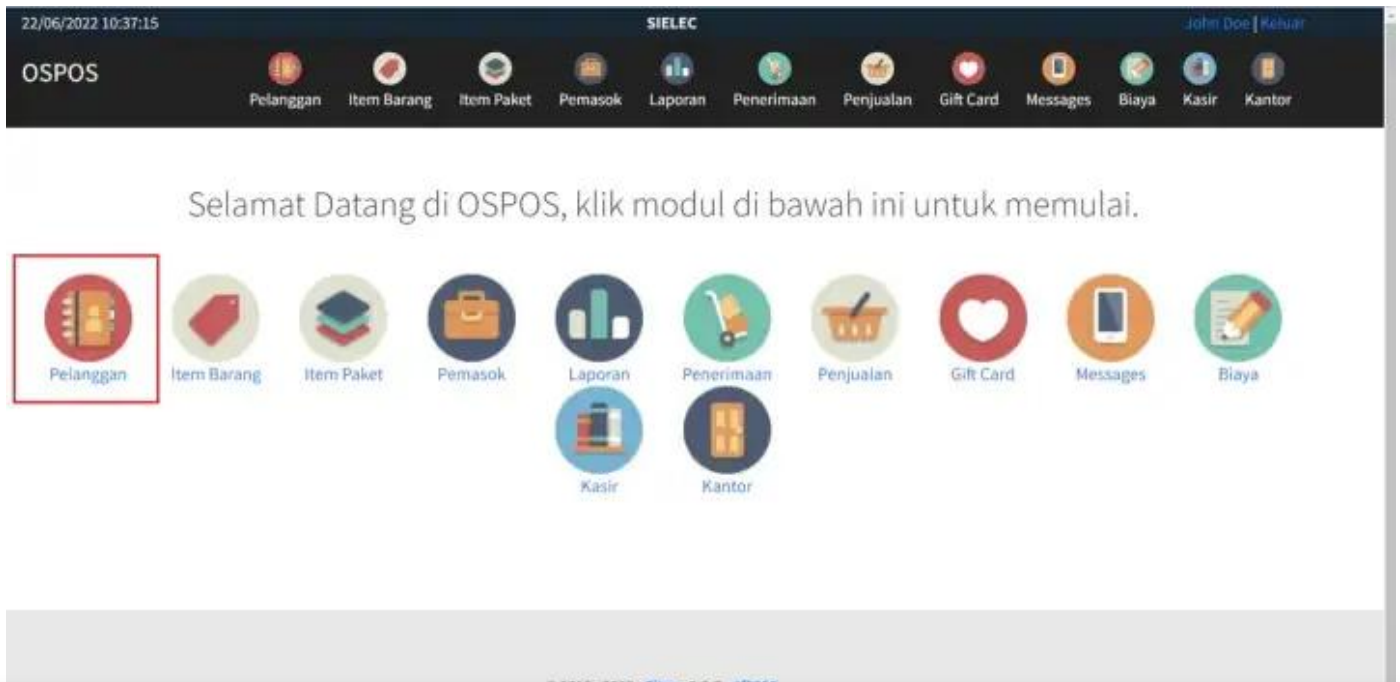 22/06/2022 10:37:15 SIELEC John Doe | Keluar
OSPOS
Pelanggan Item Barang Item Paket Pemasok Laporan Penerimaan Penjualan Gift Card Messages Biaya Kasir Kantor
Selamat Datang di OSPOS, klik modul di bawah ini untuk memulai.
Pelanggan Item Barang Item Paket Pemasok Laporan Penerimaan Penjualan Gift Card Messages Biaya
Kasir Kantor